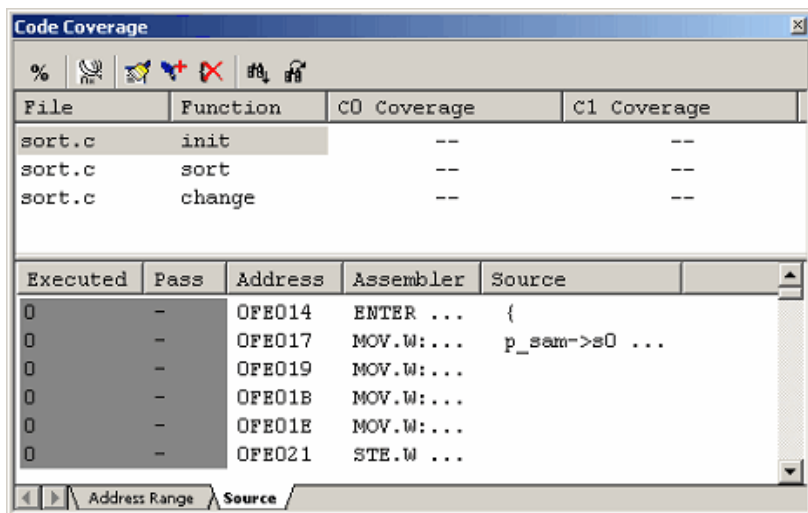 Code Coverage
%
File Function C0 Coverage C1 Coverage
sort.c init -- --
sort.c sort -- --
sort.c change -- --
Executed Pass Address Assembler Source
0 - 0FE014 ENTER ... {
0 - 0FE017 MOV.W:... p_sam->s0 ...
0 - 0FE019 MOV.W:...
0 - 0FE01B MOV.W:...
0 - 0FE01E MOV.W:...
0 - 0FE021 STE.W ...
Address Range Source